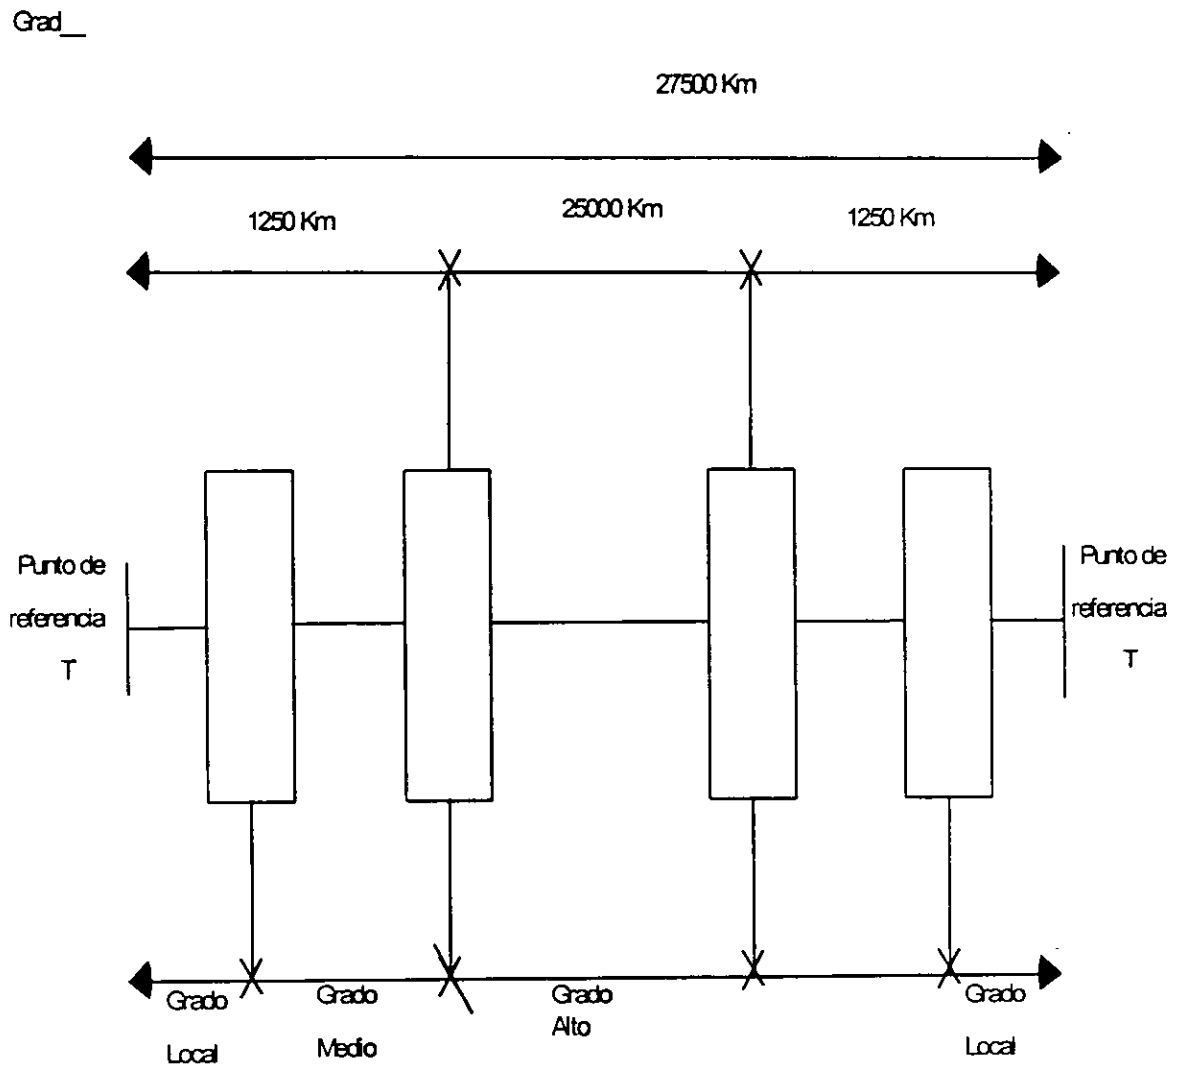 Grad__
27500 Km
1250 Km
25000 Km
1250 Km
Punto de
referencia
T
Punto de
referencia
T
Grado
Local
Grado
Medio
Grado
Alto
Grado
Local